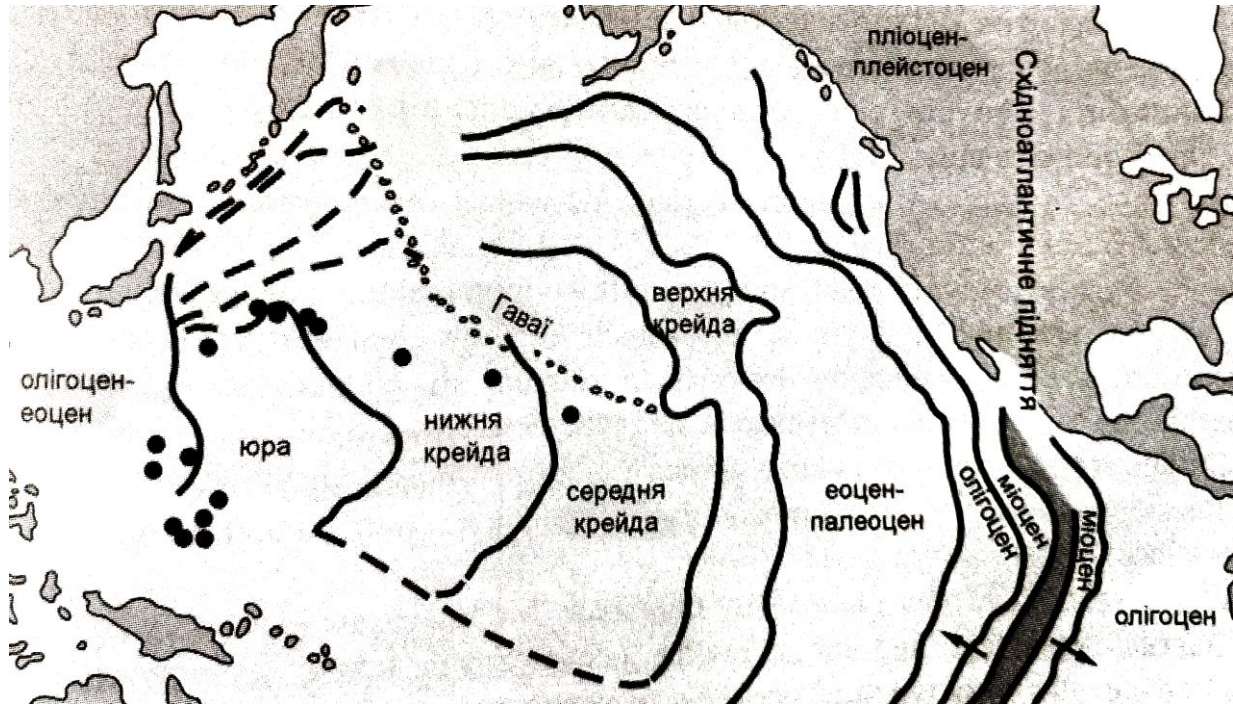 пліоцен-
плейстоцен
Східноатлантичне підняття
Гаваї
верхня
крейда
олігоцен-
еоцен
юра
нижня
крейда
середня
крейда
еоцен-
палеоцен
олігоцен
міоцен
міоцен
олігоцен